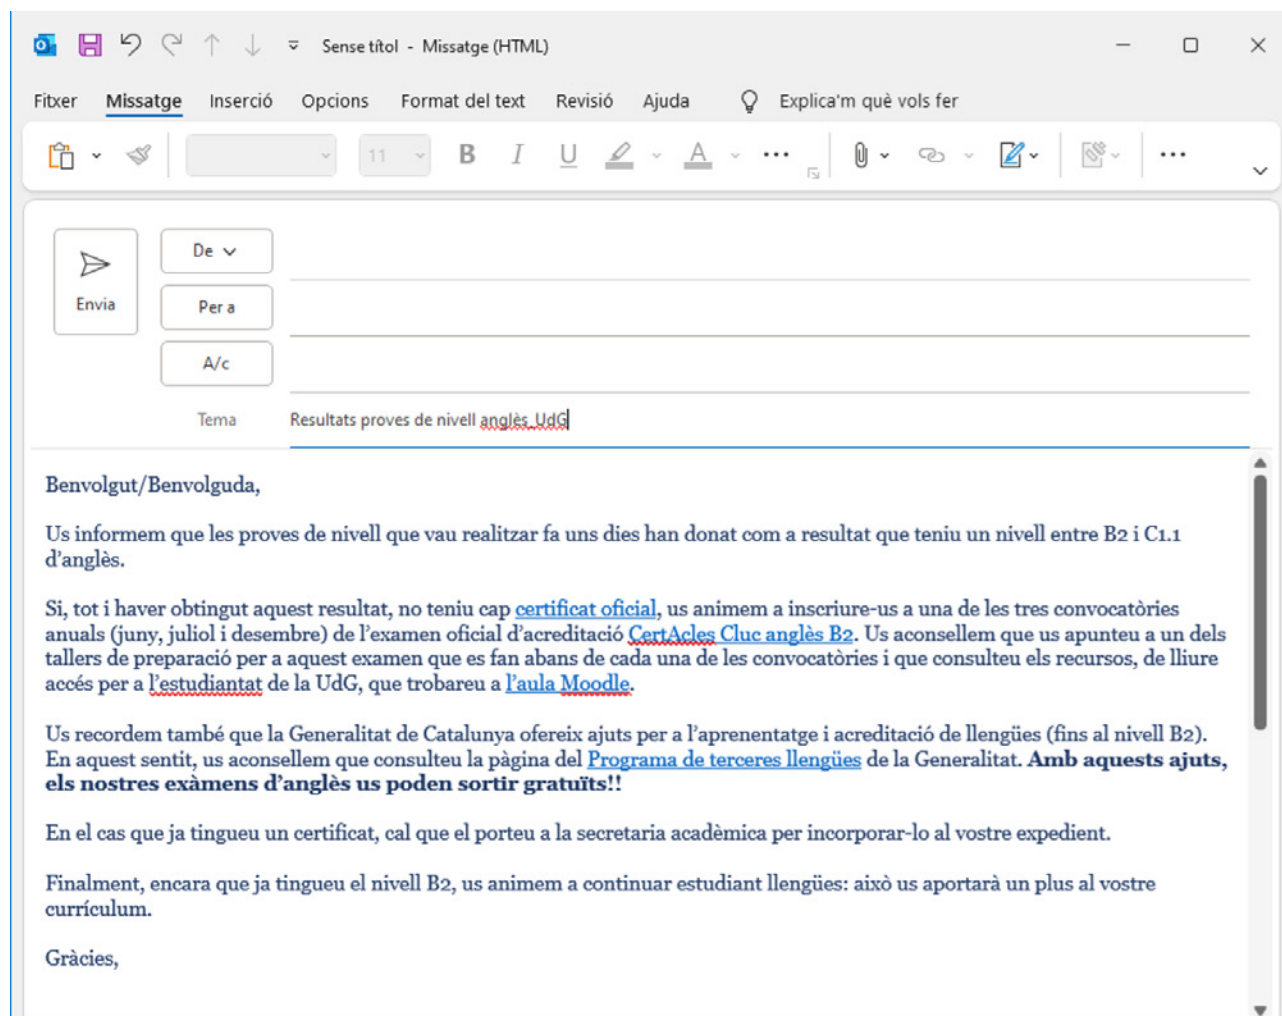 Sense títol - Missatge (HTML)
Fitxer Missatge Inserció Opcions Format del text Revisió Ajuda Explica'm què vols fer
11 B I U A
De
Envia
Per a
A/c
Tema Resultats proves de nivell anglès_UdG
Benvolgut/Benvolguda,
Us informem que les proves de nivell que vau realitzar fa uns dies han donat com a resultat que teniu un nivell entre B2 i C1.1
d’anglès.
Si, tot i haver obtingut aquest resultat, no teniu cap certificat oficial, us animem a inscriure-us a una de les tres convocatòries
anuals (juny, juliol i desembre) de l’examen oficial d’acreditació CertAcles Cluc anglès B2. Us aconsellem que us apunteu a un dels
tallers de preparació per a aquest examen que es fan abans de cada una de les convocatòries i que consulteu els recursos, de lliure
accés per a l’estudiantat de la UdG, que trobareu a l’aula Moodle.
Us recordem també que la Generalitat de Catalunya ofereix ajuts per a l’aprenentatge i acreditació de llengües (fins al nivell B2).
En aquest sentit, us aconsellem que consulteu la pàgina del Programa de terceres llengües de la Generalitat. Amb aquests ajuts,
els nostres exàmens d’anglès us poden sortir gratuïts!!
En el cas que ja tingueu un certificat, cal que el porteu a la secretaria acadèmica per incorporar-lo al vostre expedient.
Finalment, encara que ja tingueu el nivell B2, us animem a continuar estudiant llengües: això us aportarà un plus al vostre
currículum.
Gràcies,